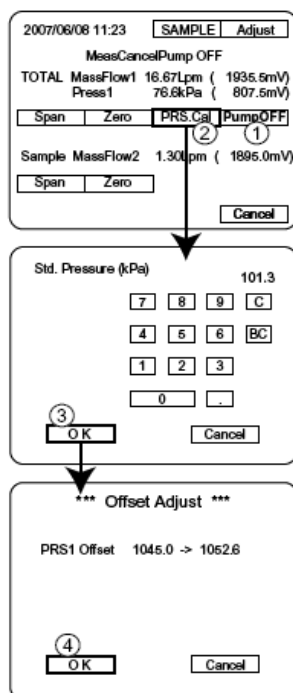 2007/06/08 11:23 SAMPLE Adjust
MeasCancelPump OFF
TOTAL MassFlow1 16.67Lpm ( 1935.5mV)
Press1 76.6kPa ( 807.5mV)
Span Zero PRS.Cal PumpOFF
② ①
Sample MassFlow2 1.30Lpm ( 1895.0mV)
Span Zero
Cancel
Std. Pressure (kPa)
101.3
7 8 9 C
4 5 6 BC
1 2 3
0 .
③
OK Cancel
*** Offset Adjust ***
PRS1 Offset 1045.0 -> 1052.6
④
OK Cancel